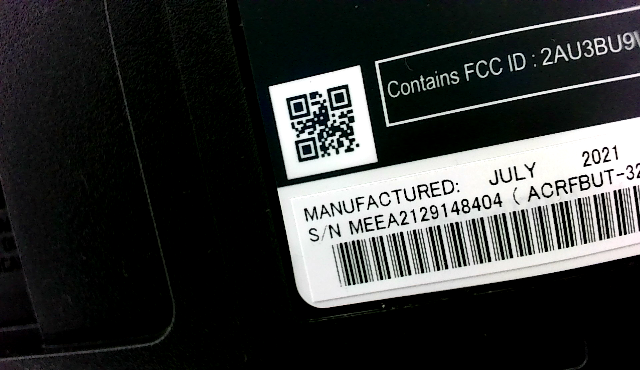 Contains FCC ID : 2AU3BU9
MANUFACTURED: JULY 2021
S/N MEEA2129148404 ( ACRFBUT-32